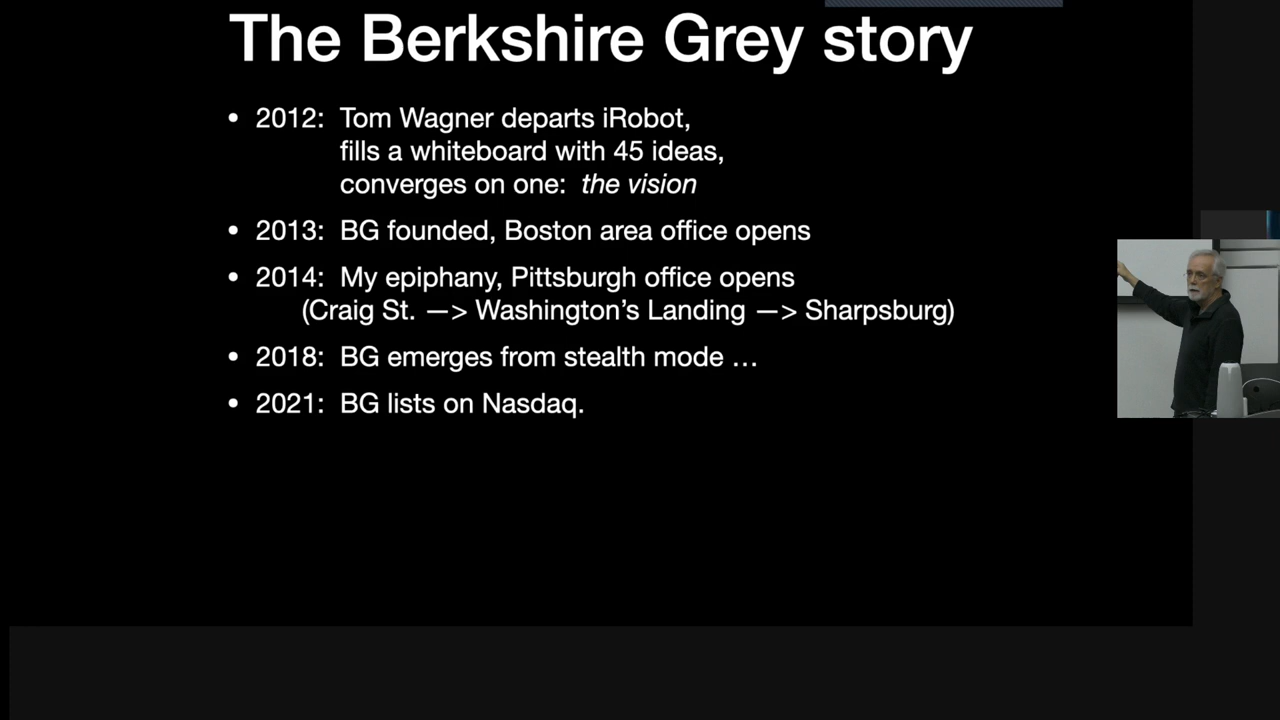 The Berkshire Grey story
• 2012: Tom Wagner departs iRobot,
fills a whiteboard with 45 ideas,
converges on one: the vision
• 2013: BG founded, Boston area office opens
• 2014: My epiphany, Pittsburgh office opens
(Craig St. —> Washington’s Landing —> Sharpsburg)
• 2018: BG emerges from stealth mode …
• 2021: BG lists on Nasdaq.